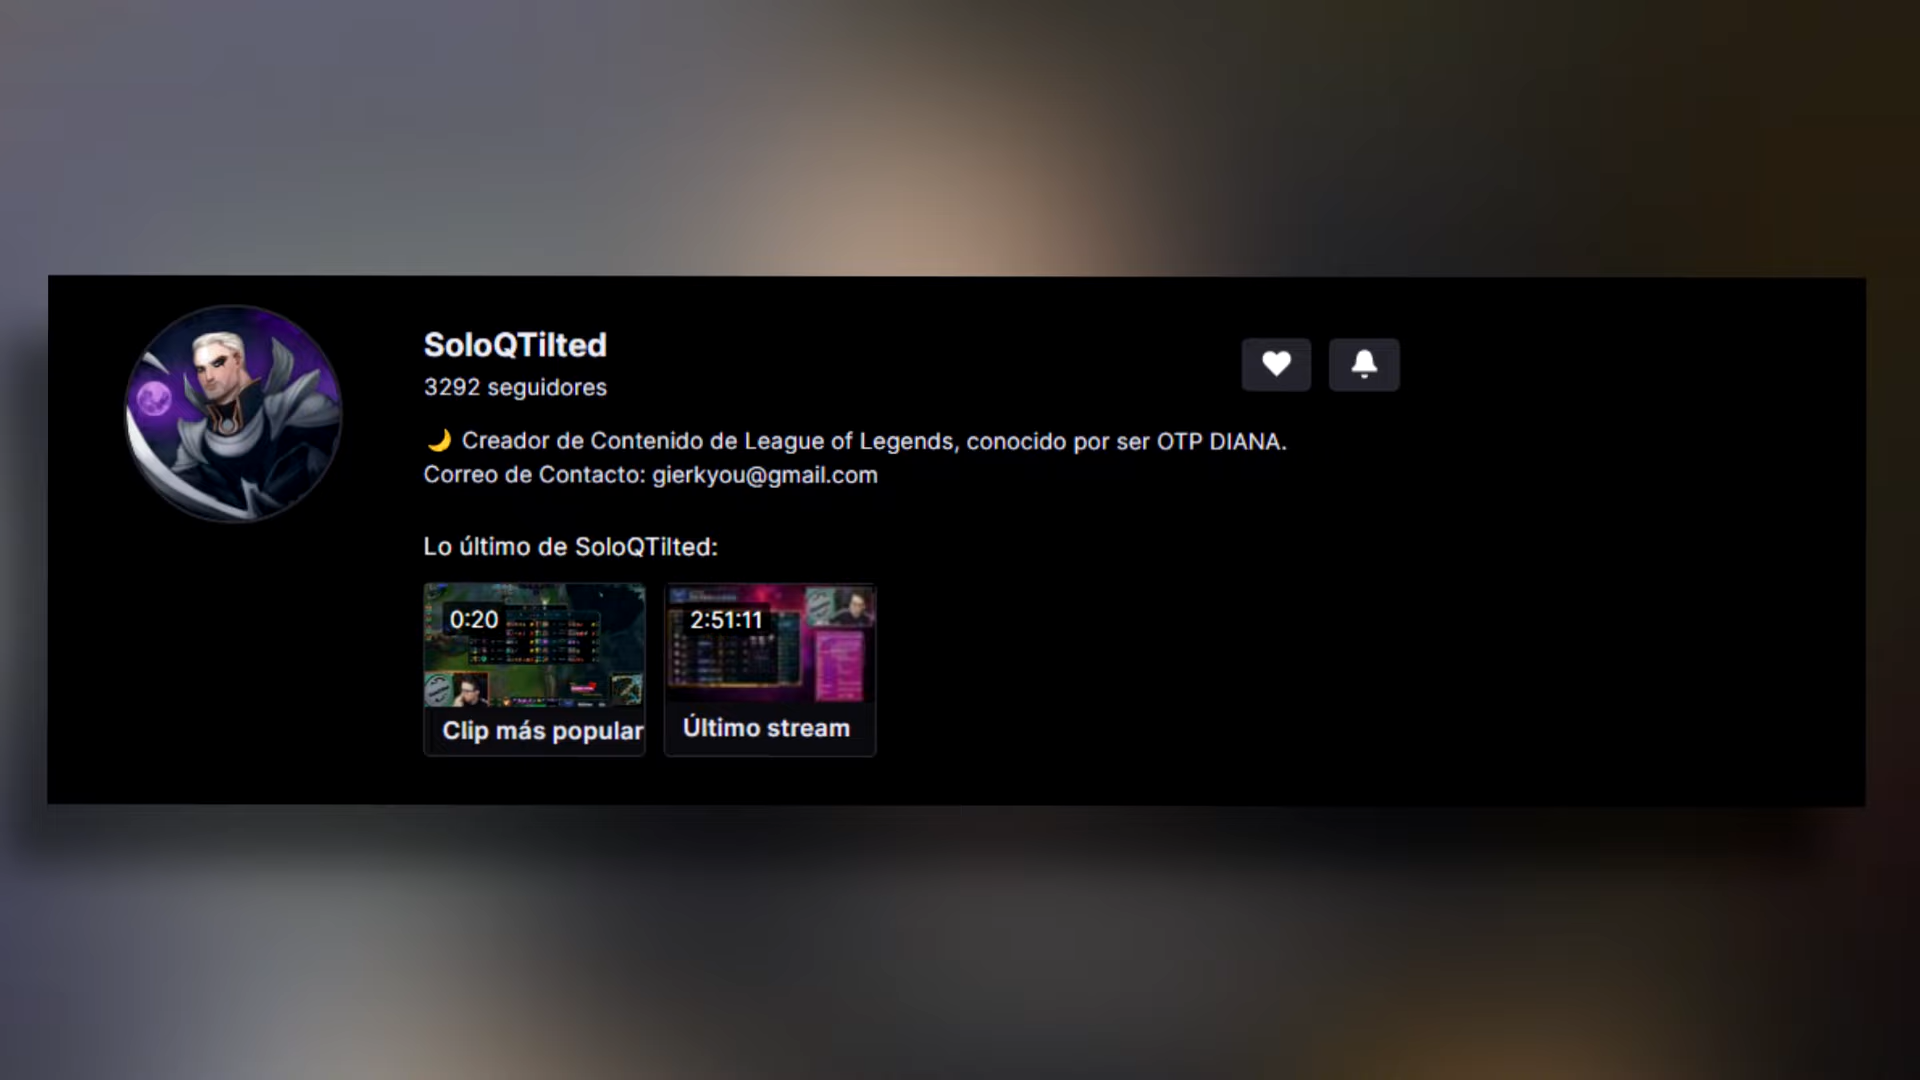 SoloQTilted
3292 seguidores
🌙 Creador de Contenido de League of Legends, conocido por ser OTP DIANA.
Correo de Contacto: gierkyou@gmail.com
Lo último de SoloQTilted:
0:20
2:51:11
Clip más popular
Último stream